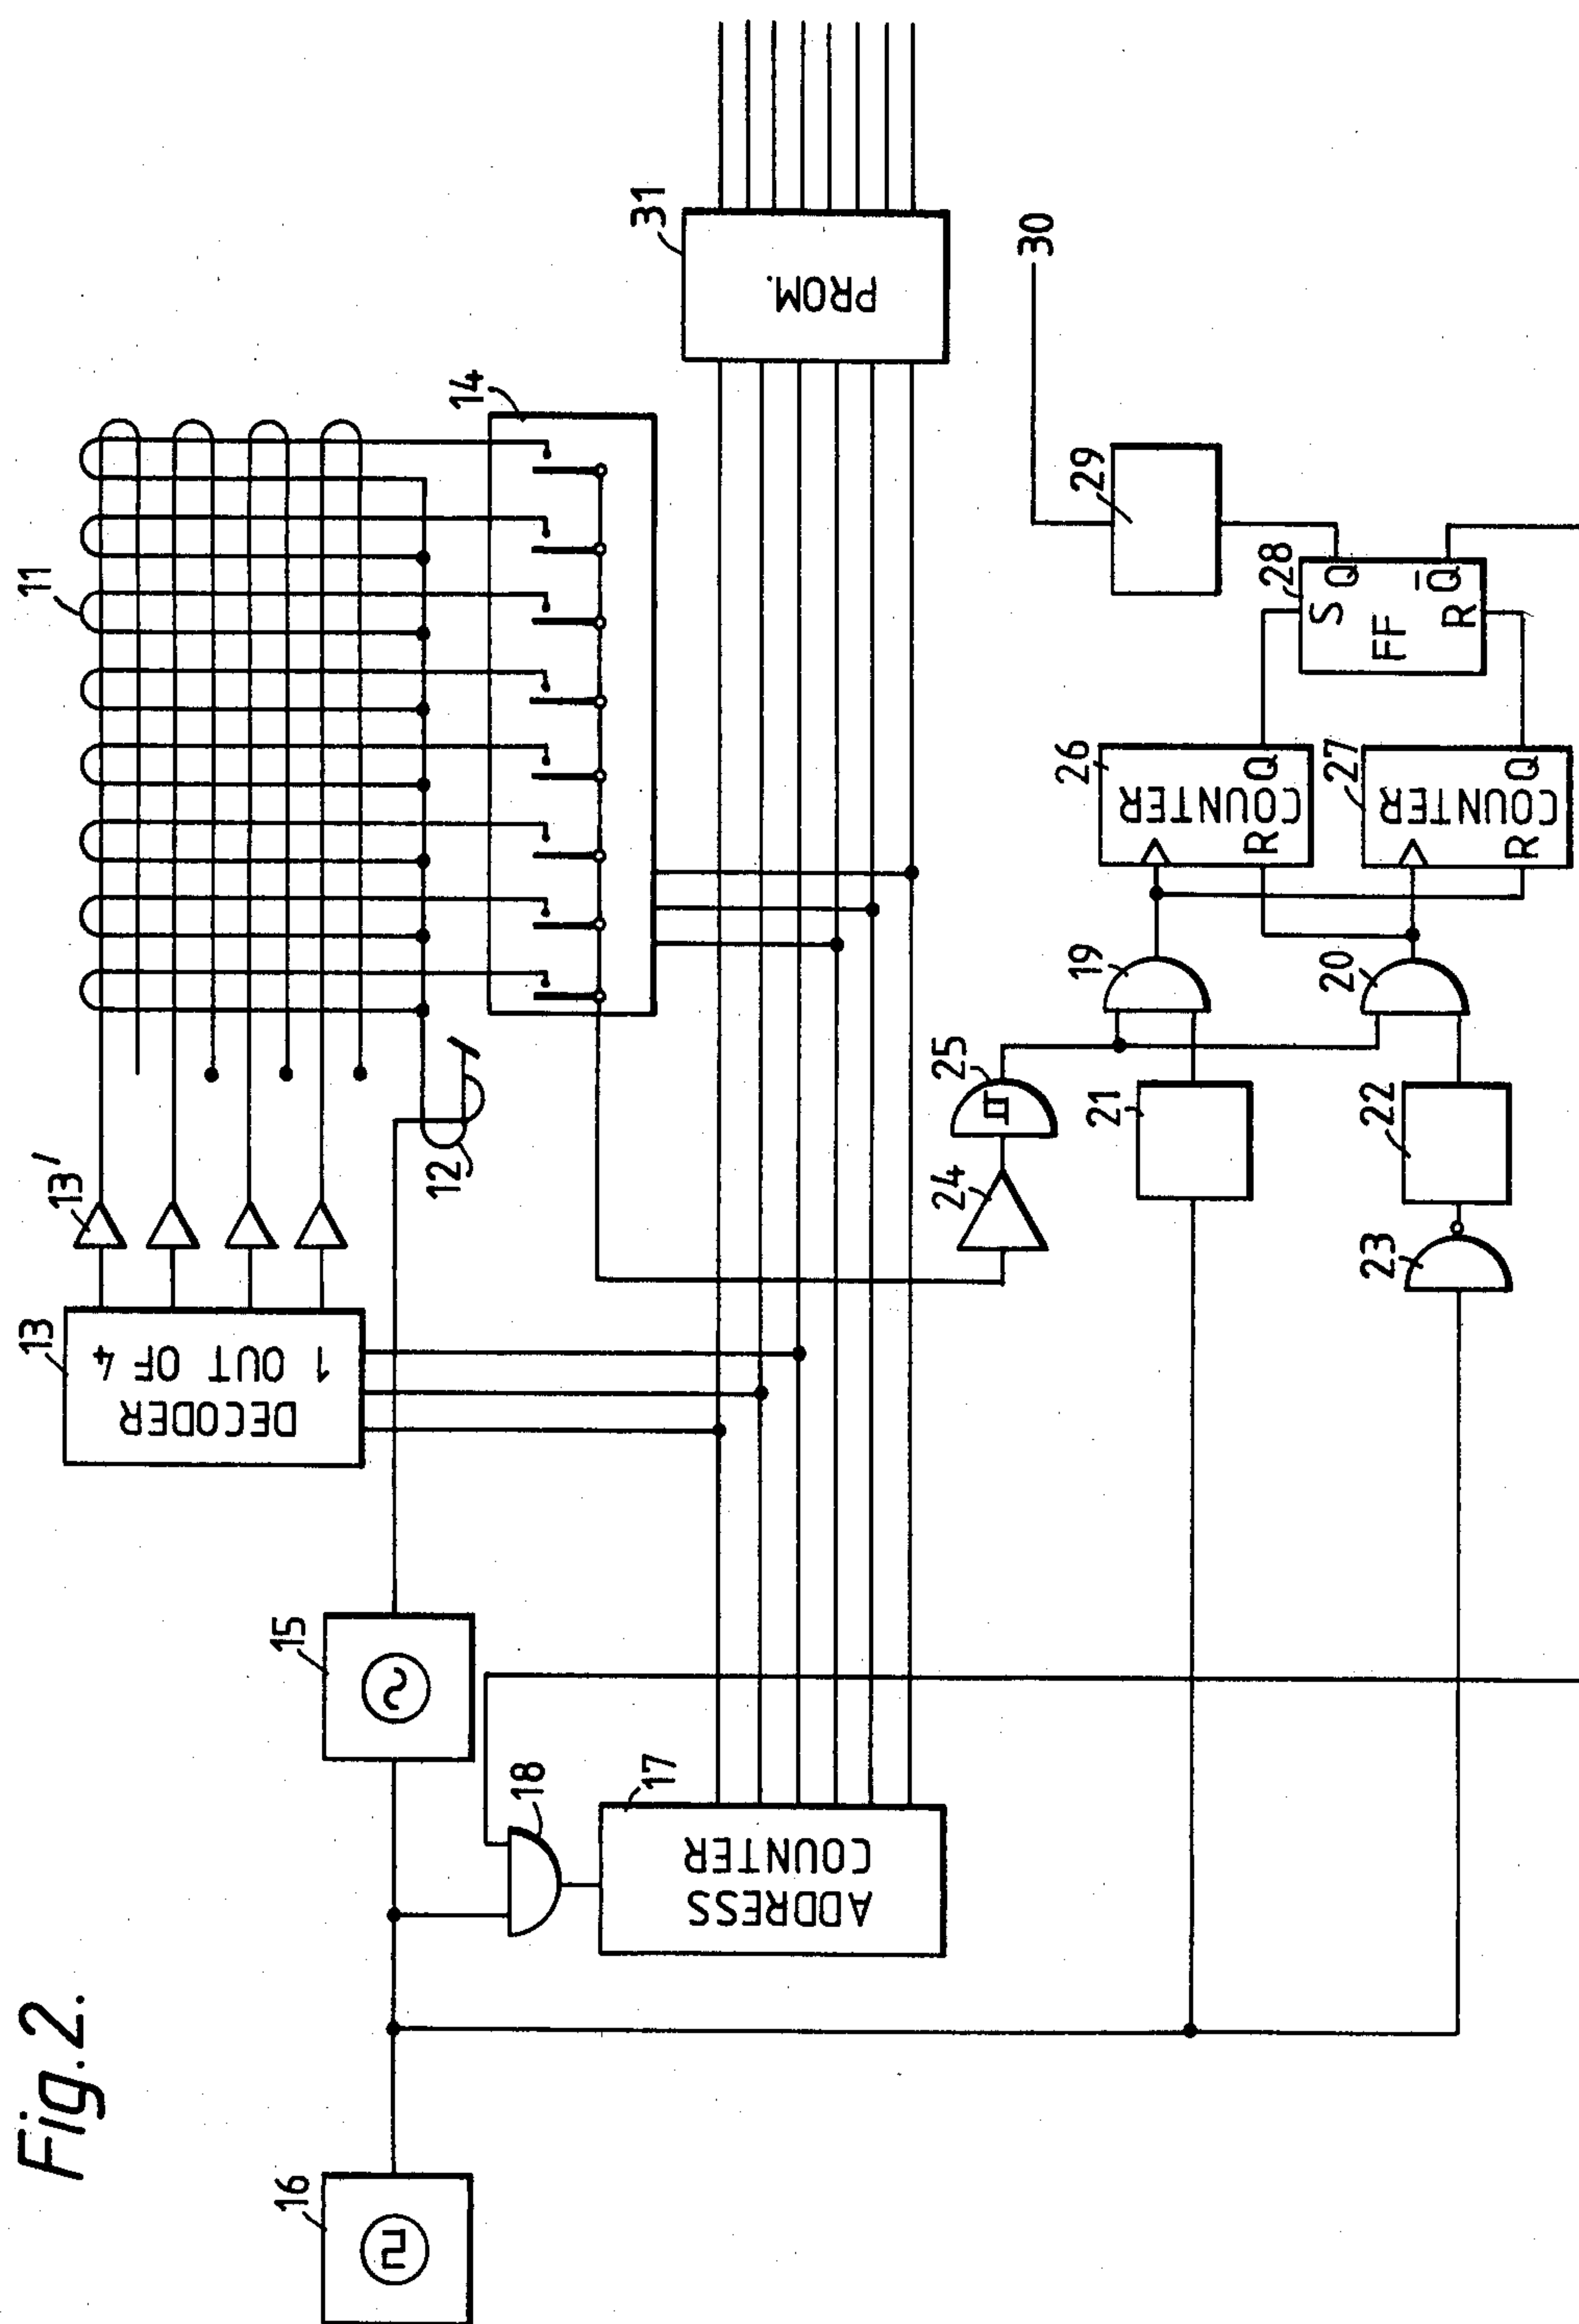 Fig.2.
16
15
18
17
ADDRESS
COUNTER
13
DECODER
1 OUT OF 4
13'
12
11
14
31
PROM.
30
24
25
23
22
21
19
20
26
COUNTER
R
Q
27
COUNTER
R
Q
28
S
Q
FF
R
Q̄
29